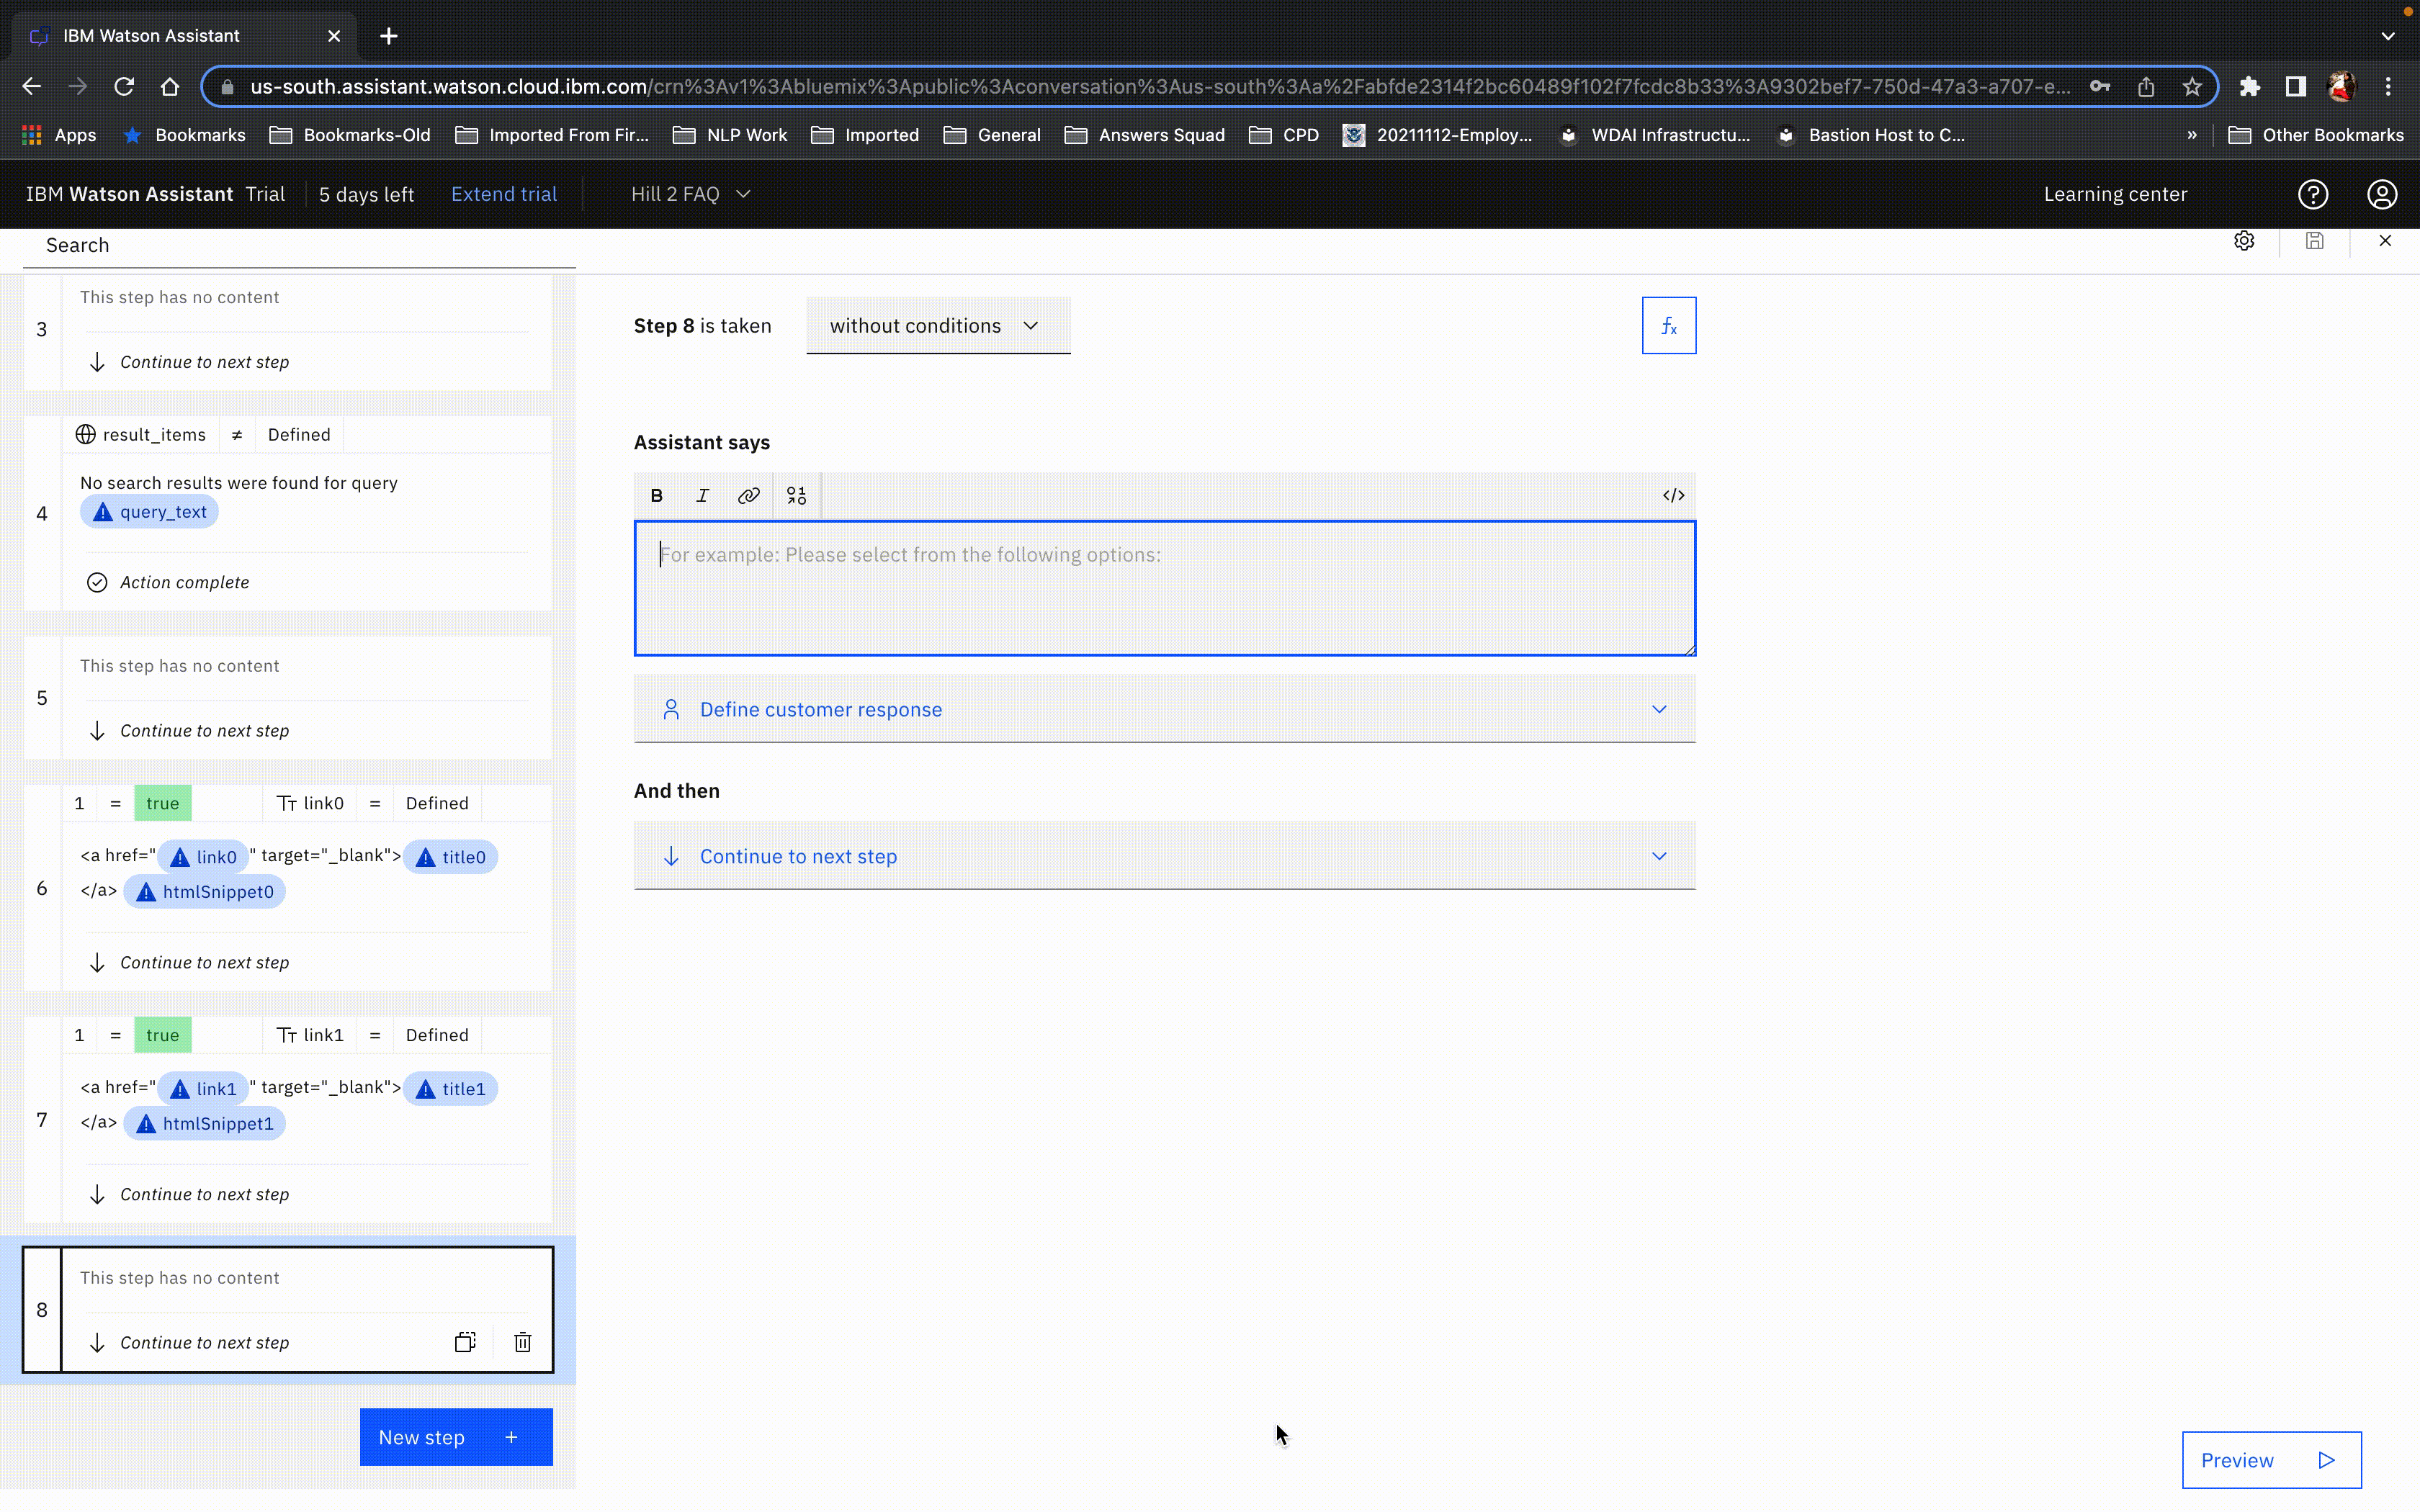 IBM Watson Assistant
us-south.assistant.watson.cloud.ibm.com/crn%3Av1%3Abluemix%3Apublic%3Aconversation%3Aus-south%3Aa%2Fabfde2314f2bc60489f102f7fcdc8b33%3A9302bef7-750d-47a3-a707-e...
Apps Bookmarks Bookmarks-Old Imported From Fir... NLP Work Imported General Answers Squad CPD 20211112-Employ... WDAI Infrastructu... Bastion Host to C... » Other Bookmarks
IBM Watson Assistant Trial 5 days left Extend trial Hill 2 FAQ Learning center
Search
3
This step has no content
Continue to next step
4
result_items ≠ Defined
No search results were found for query
query_text
Action complete
5
This step has no content
Continue to next step
6
1 = true link0 = Defined
<a href=" link0 " target="_blank"> title0
</a> htmlSnippet0
Continue to next step
7
1 = true link1 = Defined
<a href=" link1 " target="_blank"> title1
</a> htmlSnippet1
Continue to next step
8
This step has no content
Continue to next step
New step +
Step 8 is taken without conditions
fx
Assistant says
B I </>
For example: Please select from the following options:
Define customer response
And then
Continue to next step
Preview